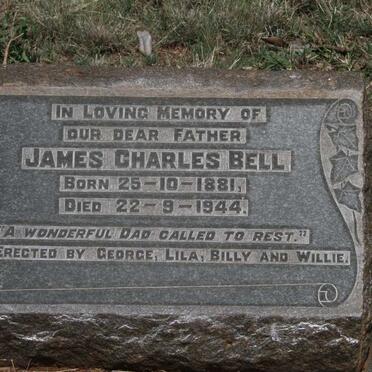 IN LOVING MEMORY OF
OUR DEAR FATHER
JAMES CHARLES BELL
BORN 25-10-1881,
DIED 22-9-1944.
"A WONDERFUL DAD CALLED TO REST."
ERECTED BY GEORGE, LILA, BILLY AND WILLIE.